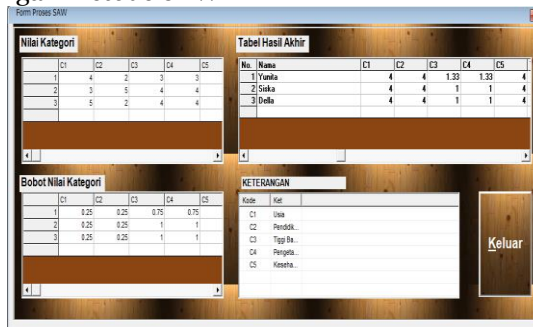 Form Proses SAW
Nilai Kategori
C1 C2 C3 C4 C5
1 4 2 3 3
2 3 5 4 4
3 5 2 4 4
Tabel Hasil Akhir
No. Nama C1 C2 C3 C4 C5
1 Yunita 4 4 1.33 1.33 4
2 Siska 4 4 1 1 4
3 Della 4 4 1 1 4
Bobot Nilai Kategori
C1 C2 C3 C4 C5
1 0.25 0.25 0.75 0.75
2 0.25 0.25 1 1
3 0.25 0.25 1 1
KETERANGAN
Kode Ket
C1 Usia
C2 Pendidik...
C3 Tiggi Ba...
C4 Pengeta...
C5 Keseha...
Keluar